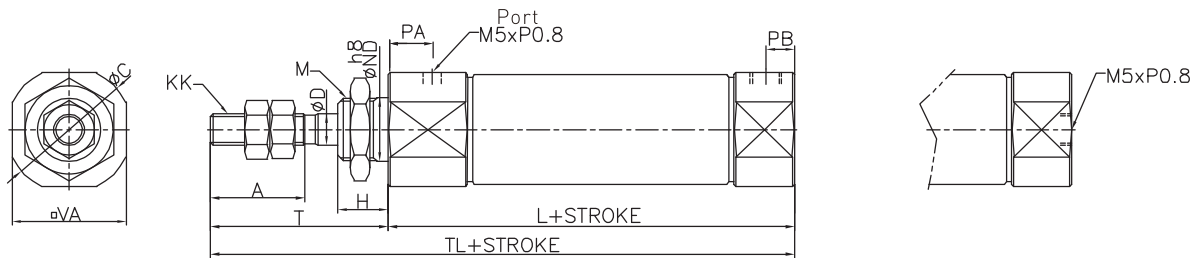 Port
M5xP0.8
PA
PB
øC
KK
M
øD
h8
øND
M5xP0.8
A
H
T
L+STROKE
□VA
TL+STROKE